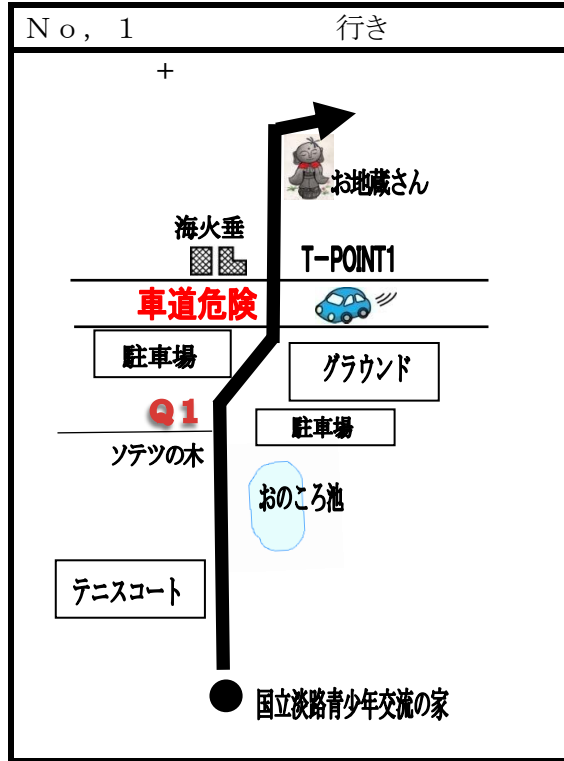 No, 1 行き
+
お地蔵さん
海火垂
T-POINT1
車道危険
駐車場
グラウンド
Q1
駐車場
ソテツの木
おのころ池
テニスコート
国立淡路青少年交流の家